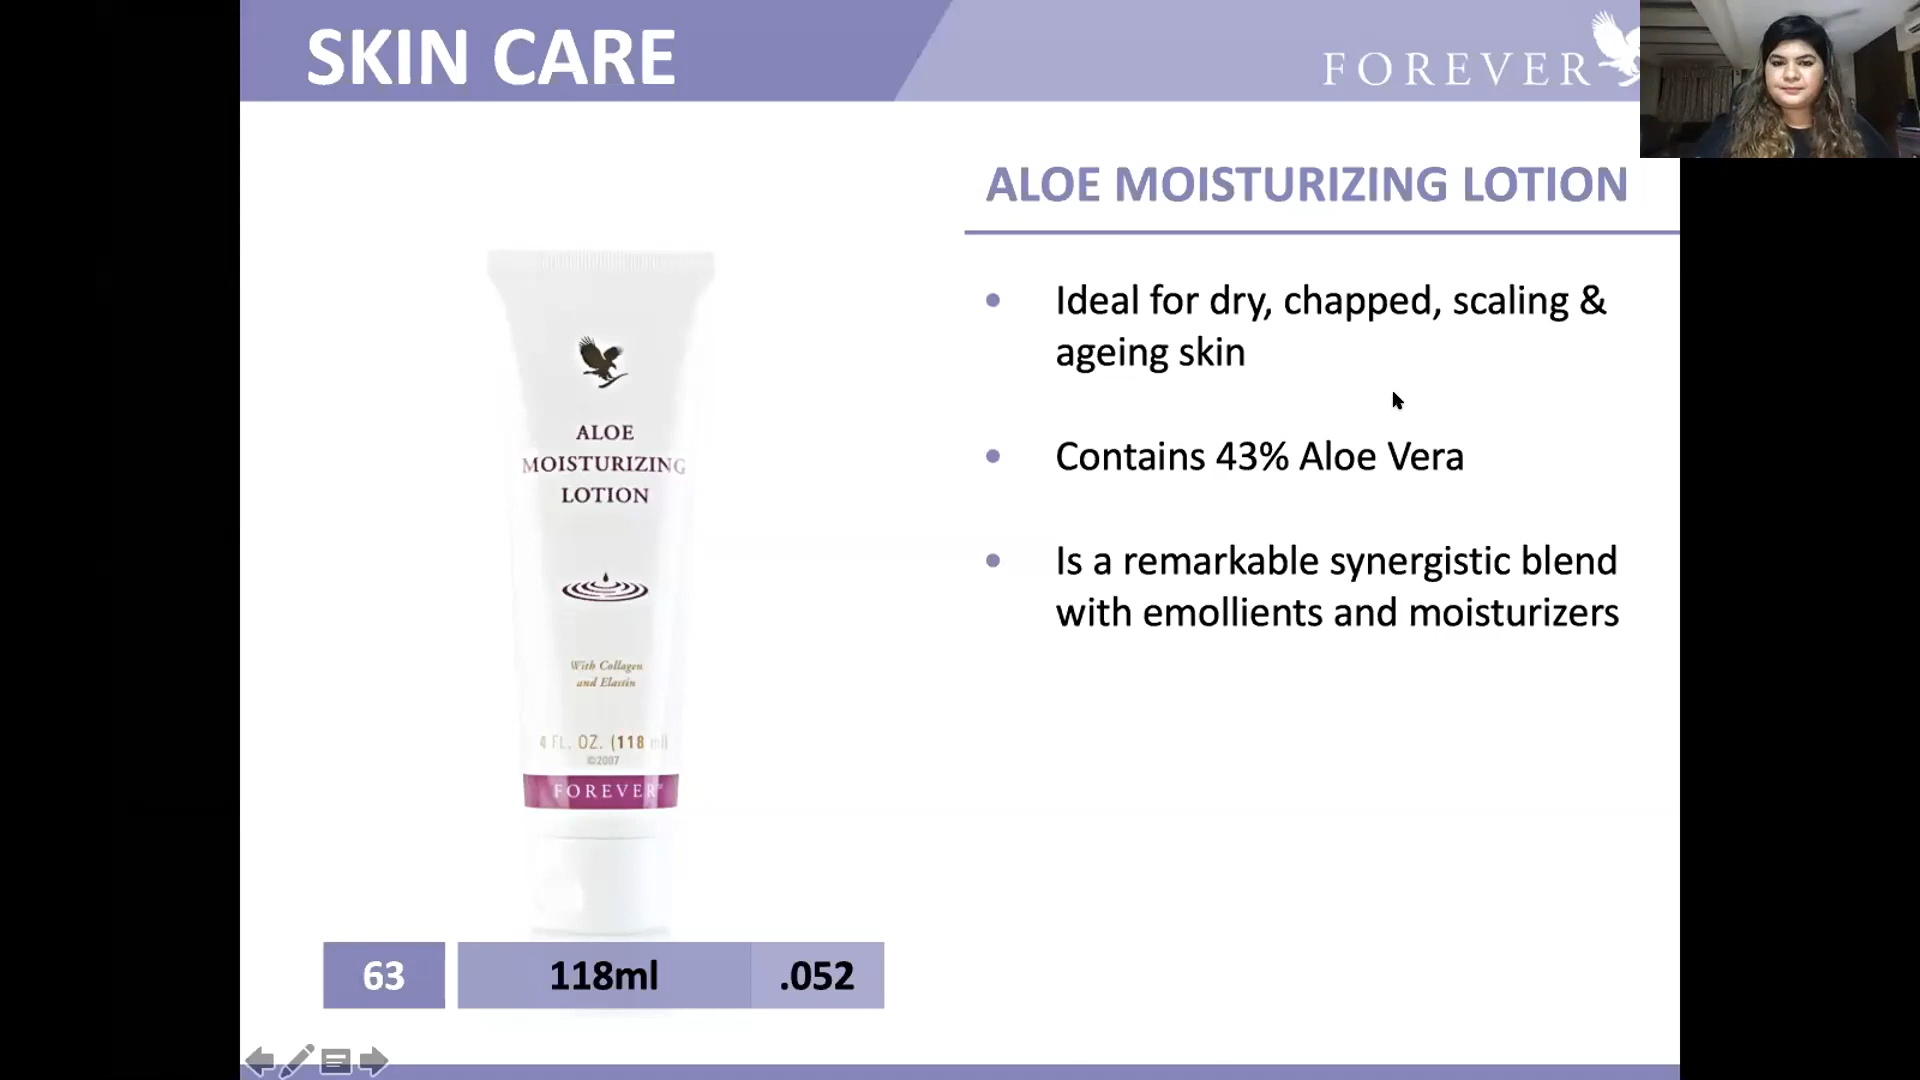 SKIN CARE
FOREVER
ALOE MOISTURIZING LOTION
• Ideal for dry, chapped, scaling &
ageing skin
• Contains 43% Aloe Vera
• Is a remarkable synergistic blend
with emollients and moisturizers
ALOE
MOISTURIZING
LOTION
With Collagen
and Elastin
4 FL. OZ. (118 ml)
©2007
FOREVER
63
118ml
.052